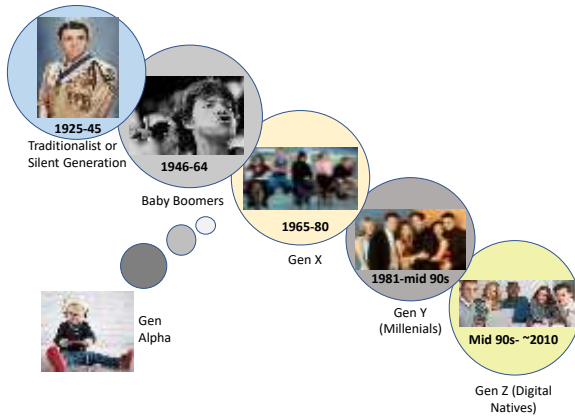 1925-45
Traditionalist or
Silent Generation
1946-64
Baby Boomers
1965-80
Gen X
1981-mid 90s
Gen Y
(Millenials)
Mid 90s- ~2010
Gen Z (Digital
Natives)
Gen
Alpha